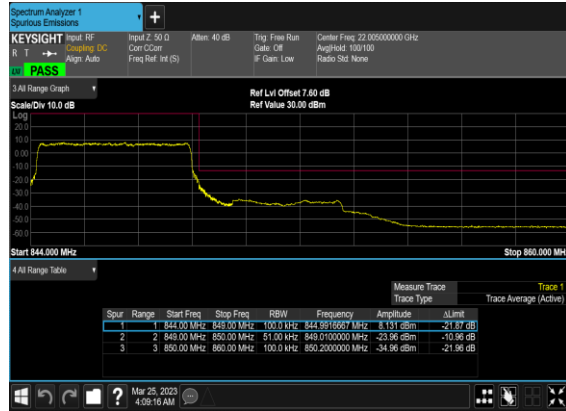 Spectrum Analyzer 1
Spurious Emissions
+
KEYSIGHT Input: RF Input Z: 50 Ω Atten: 40 dB Trig: Free Run Center Freq: 22.005000000 GHz
R T Coupling: DC Corr CCorr Gate: Off Avg|Hold: 100/100
Align: Auto Freq Ref: Int (S) IF Gain: Low Radio Std: None
PASS
3 All Range Graph
Ref Lvl Offset 7.60 dB
Scale/Div 10.0 dB Ref Value 30.00 dBm
Log
20.0
10.0
0.00
-10.0
-20.0
-30.0
-40.0
-50.0
-60.0
Start 844.000 MHz Stop 860.000 MH
4 All Range Table
Measure Trace Trace 1
Trace Type Trace Average (Active)
Spur Range Start Freq Stop Freq RBW Frequency Amplitude ΔLimit
1 1 844.00 MHz 849.00 MHz 100.0 kHz 844.9916667 MHz 8.131 dBm -21.87 dB
2 2 849.00 MHz 850.00 MHz 51.00 kHz 849.0100000 MHz -23.96 dBm -10.96 dB
3 3 850.00 MHz 860.00 MHz 100.0 kHz 850.2000000 MHz -34.96 dBm -21.96 dB
? Mar 25, 2023
4:09:16 AM